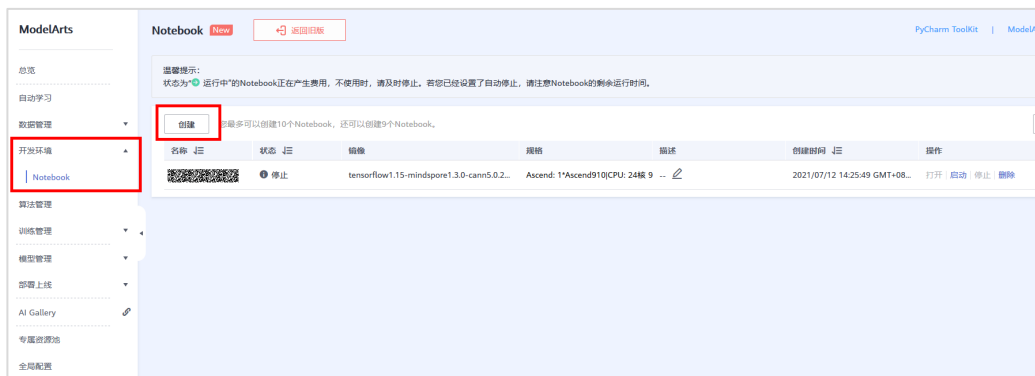 ModelArts
总览
自动学习
数据管理
开发环境
Notebook
算法管理
训练管理
模型管理
部署上线
AI Gallery
专属资源池
全局配置
Notebook New 返回旧版 PyCharm ToolKit | ModelA
温馨提示:
状态为“ 运行中”的Notebook正在产生费用，不使用时，请及时停止。若您已经设置了自动停止，请注意Notebook的剩余运行时间。
创建 您最多可以创建10个Notebook，还可以创建9个Notebook。
名称 状态 镜像 规格 描述 创建时间 操作
停止 tensorflow1.15-mindspore1.3.0-cann5.0.2... Ascend: 1*Ascend910|CPU: 24核 9 -- 2021/07/12 14:25:49 GMT+08... 打开 启动 停止 删除